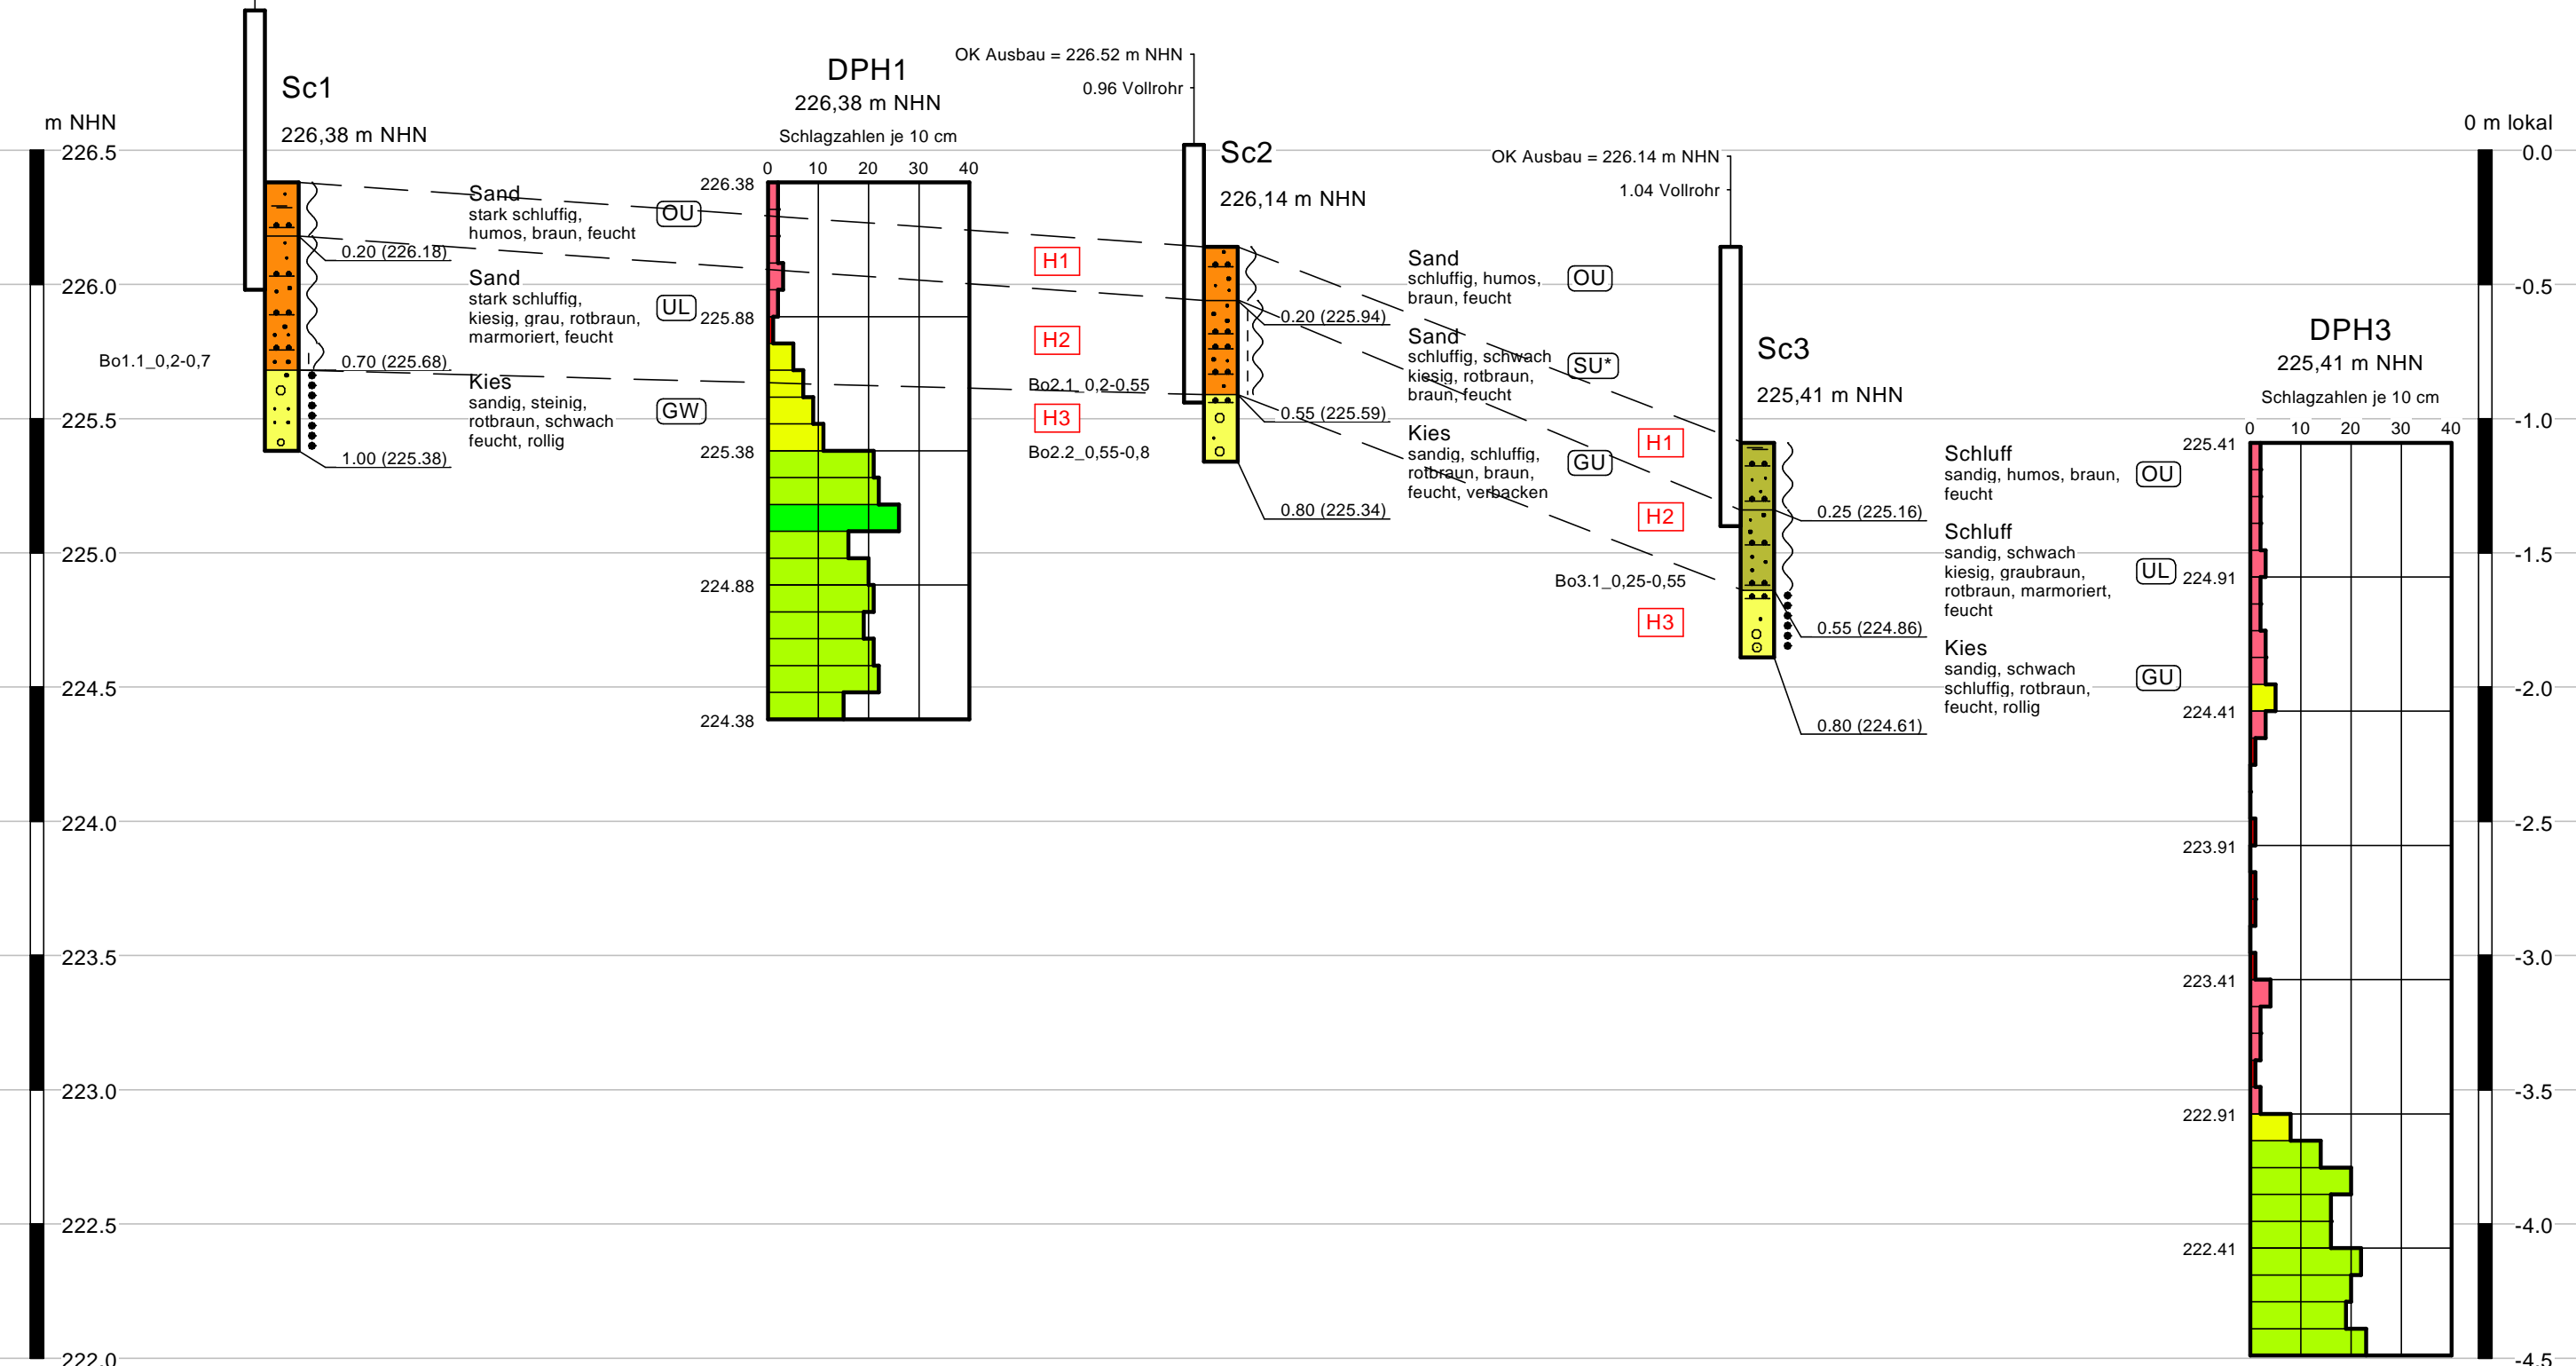 m NHN
226.5
226.0
225.5
225.0
224.5
224.0
223.5
223.0
222.5
222.0
Sc1
226,38 m NHN
0.20 (226.18)
0.70 (225.68)
1.00 (225.38)
Bo1.1_0,2-0,7
Sand
stark schluffig,
humos, braun, feucht
OU
Sand
stark schluffig,
kiesig, grau, rotbraun,
marmoriert, feucht
UL
Kies
sandig, steinig,
rotbraun, schwach
feucht, rollig
GW
DPH1
226,38 m NHN
Schlagzahlen je 10 cm
0 10 20 30 40
226.38
225.88
225.38
224.88
224.38
H1
H2
H3
OK Ausbau = 226.52 m NHN
0.96 Vollrohr
Sc2
226,14 m NHN
Bo2.1_0,2-0,55
Bo2.2_0,55-0,8
0.20 (225.94)
0.55 (225.59)
0.80 (225.34)
Sand
schluffig, humos,
braun, feucht
OU
Sand
schluffig, schwach
kiesig, rotbraun,
braun, feucht
SU*
Kies
sandig, schluffig,
rotbraun, braun,
feucht, verbacken
GU
H1
H2
H3
OK Ausbau = 226.14 m NHN
1.04 Vollrohr
Sc3
225,41 m NHN
Bo3.1_0,25-0,55
0.25 (225.16)
0.55 (224.86)
0.80 (224.61)
Schluff
sandig, humos, braun,
feucht
OU
Schluff
sandig, schwach
kiesig, graubraun,
rotbraun, marmoriert,
feucht
UL
Kies
sandig, schwach
schluffig, rotbraun,
feucht, rollig
GU
DPH3
225,41 m NHN
Schlagzahlen je 10 cm
0 10 20 30 40
225.41
224.91
224.41
223.91
223.41
222.91
222.41
0 m lokal
0.0
-0.5
-1.0
-1.5
-2.0
-2.5
-3.0
-3.5
-4.0
-4.5